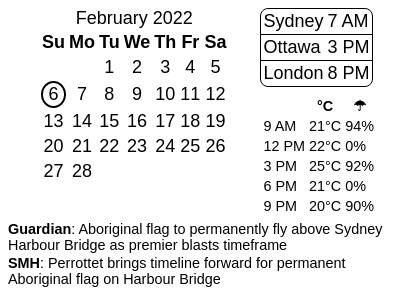 February 2022
Su Mo Tu We Th Fr Sa
1 2 3 4 5
6 7 8 9 10 11 12
13 14 15 16 17 18 19
20 21 22 23 24 25 26
27 28
Sydney 7 AM
Ottawa 3 PM
London 8 PM
°C ☂
9 AM 21°C 94%
12 PM 22°C 0%
3 PM 25°C 92%
6 PM 21°C 0%
9 PM 20°C 90%
Guardian: Aboriginal flag to permanently fly above Sydney
Harbour Bridge as premier blasts timeframe
SMH: Perrottet brings timeline forward for permanent
Aboriginal flag on Harbour Bridge